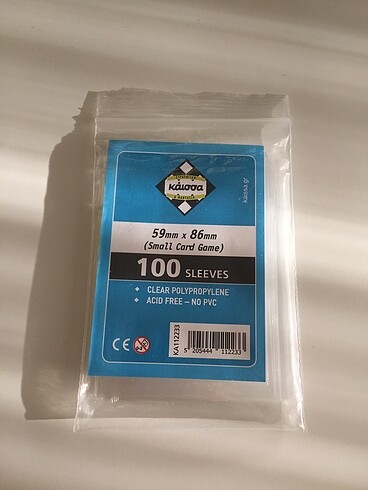 κάισσα
kaissa.gr
59mm x 86mm
(Small Card Game)
100 SLEEVES
CLEAR POLYPROPYLENE
ACID FREE – NO PVC
CE
KA112233
5 205444 112233